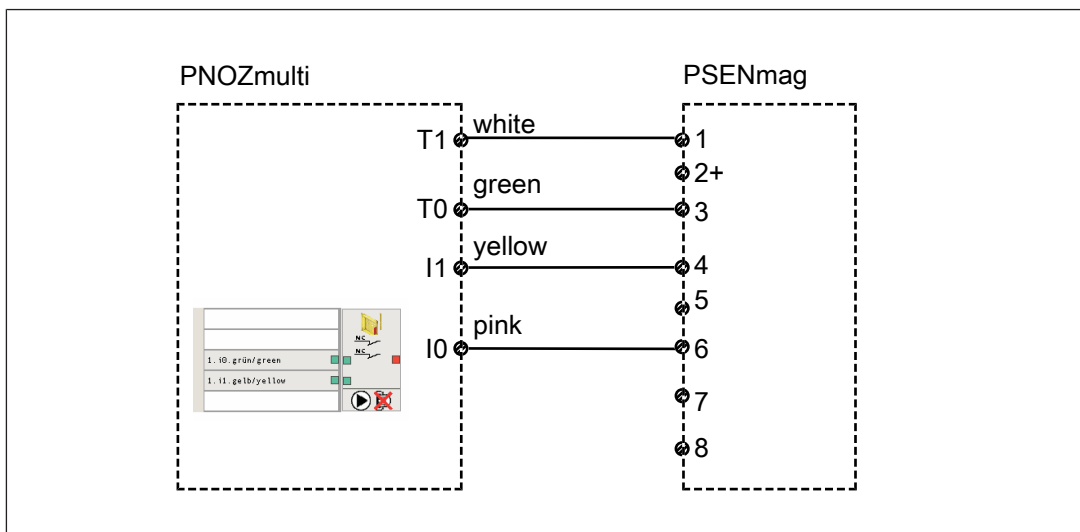 PNOZmulti
PSENmag
T1 white 1
2+
green
T0 3
yellow
I1 4
5
pink
I0 6
7
8
NC
NC
1.i0.grün/green
1.i1.gelb/yellow